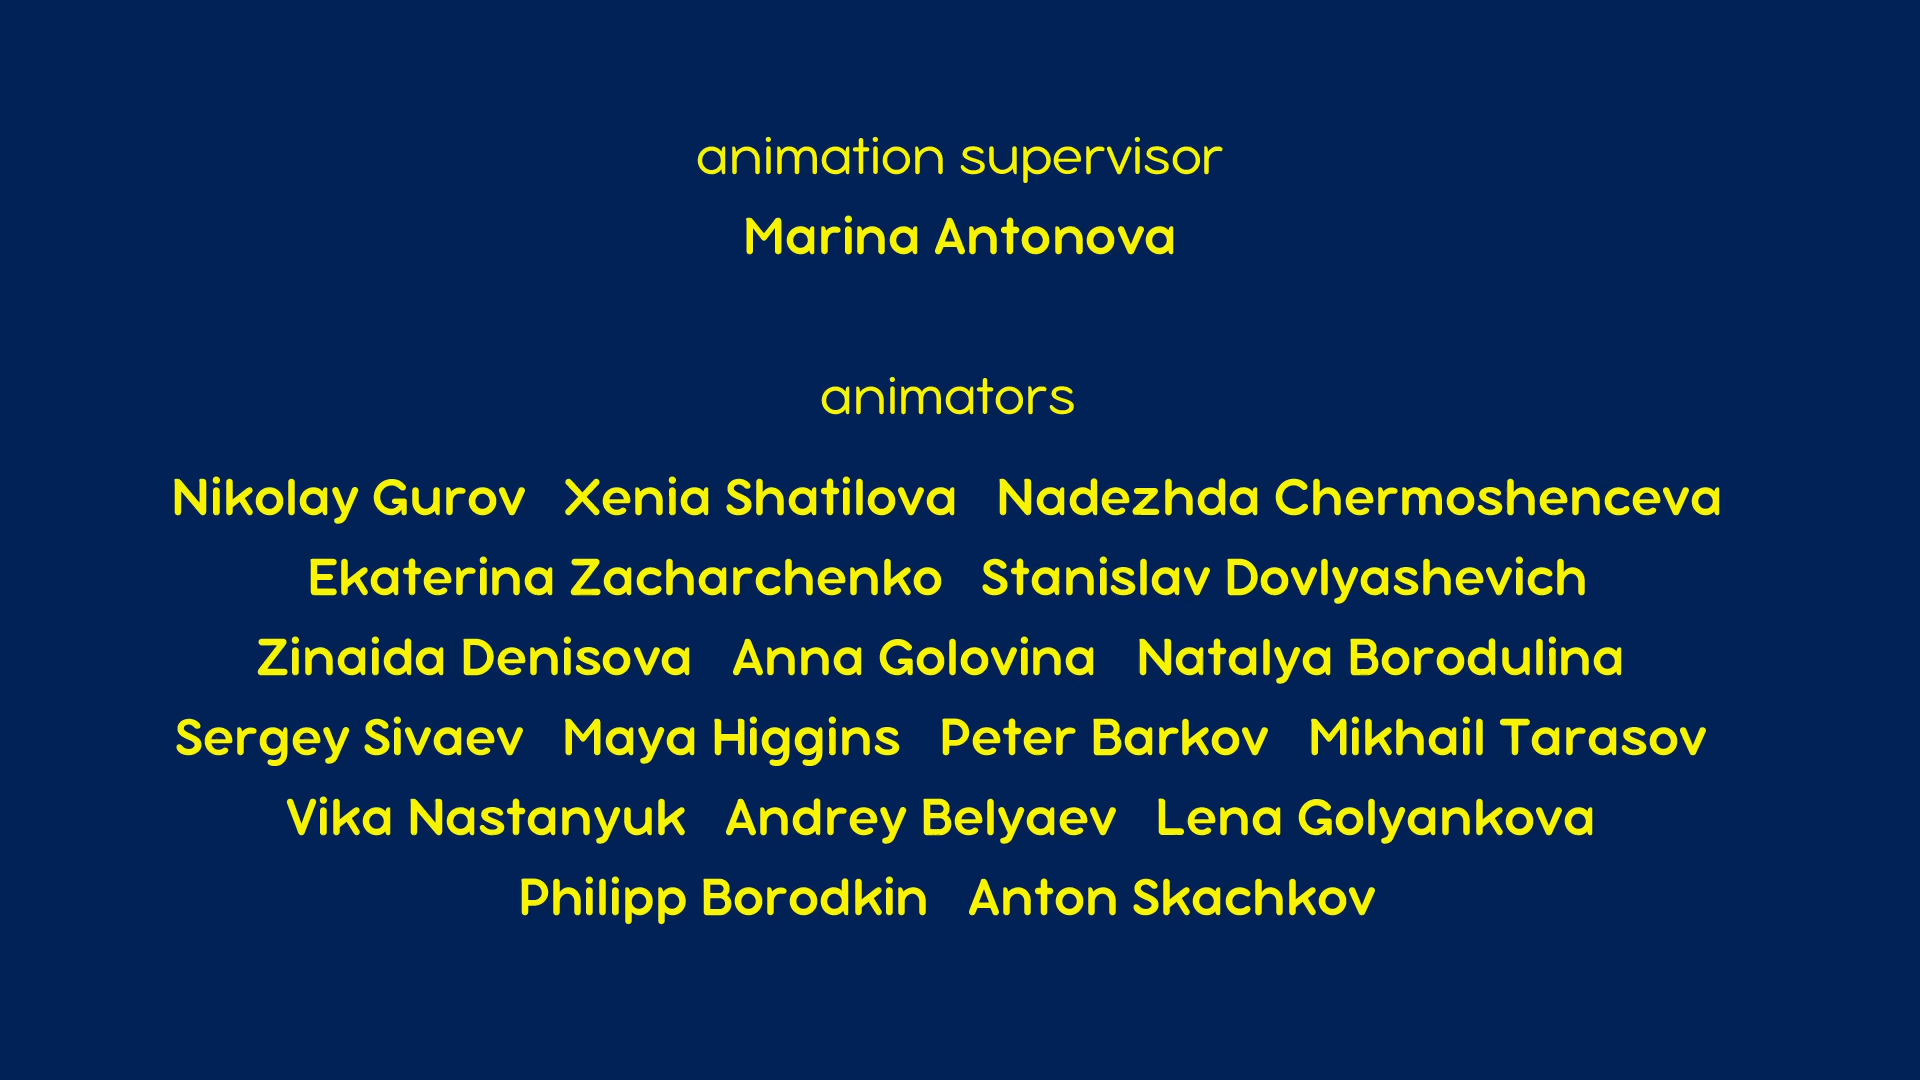 animation supervisor
Marina Antonova
animators
Nikolay Gurov Xenia Shatilova Nadezhda Chermoshenceva
Ekaterina Zacharchenko Stanislav Dovlyashevich
Zinaida Denisova Anna Golovina Natalya Borodulina
Sergey Sivaev Maya Higgins Peter Barkov Mikhail Tarasov
Vika Nastanyuk Andrey Belyaev Lena Golyankova
Philipp Borodkin Anton Skachkov